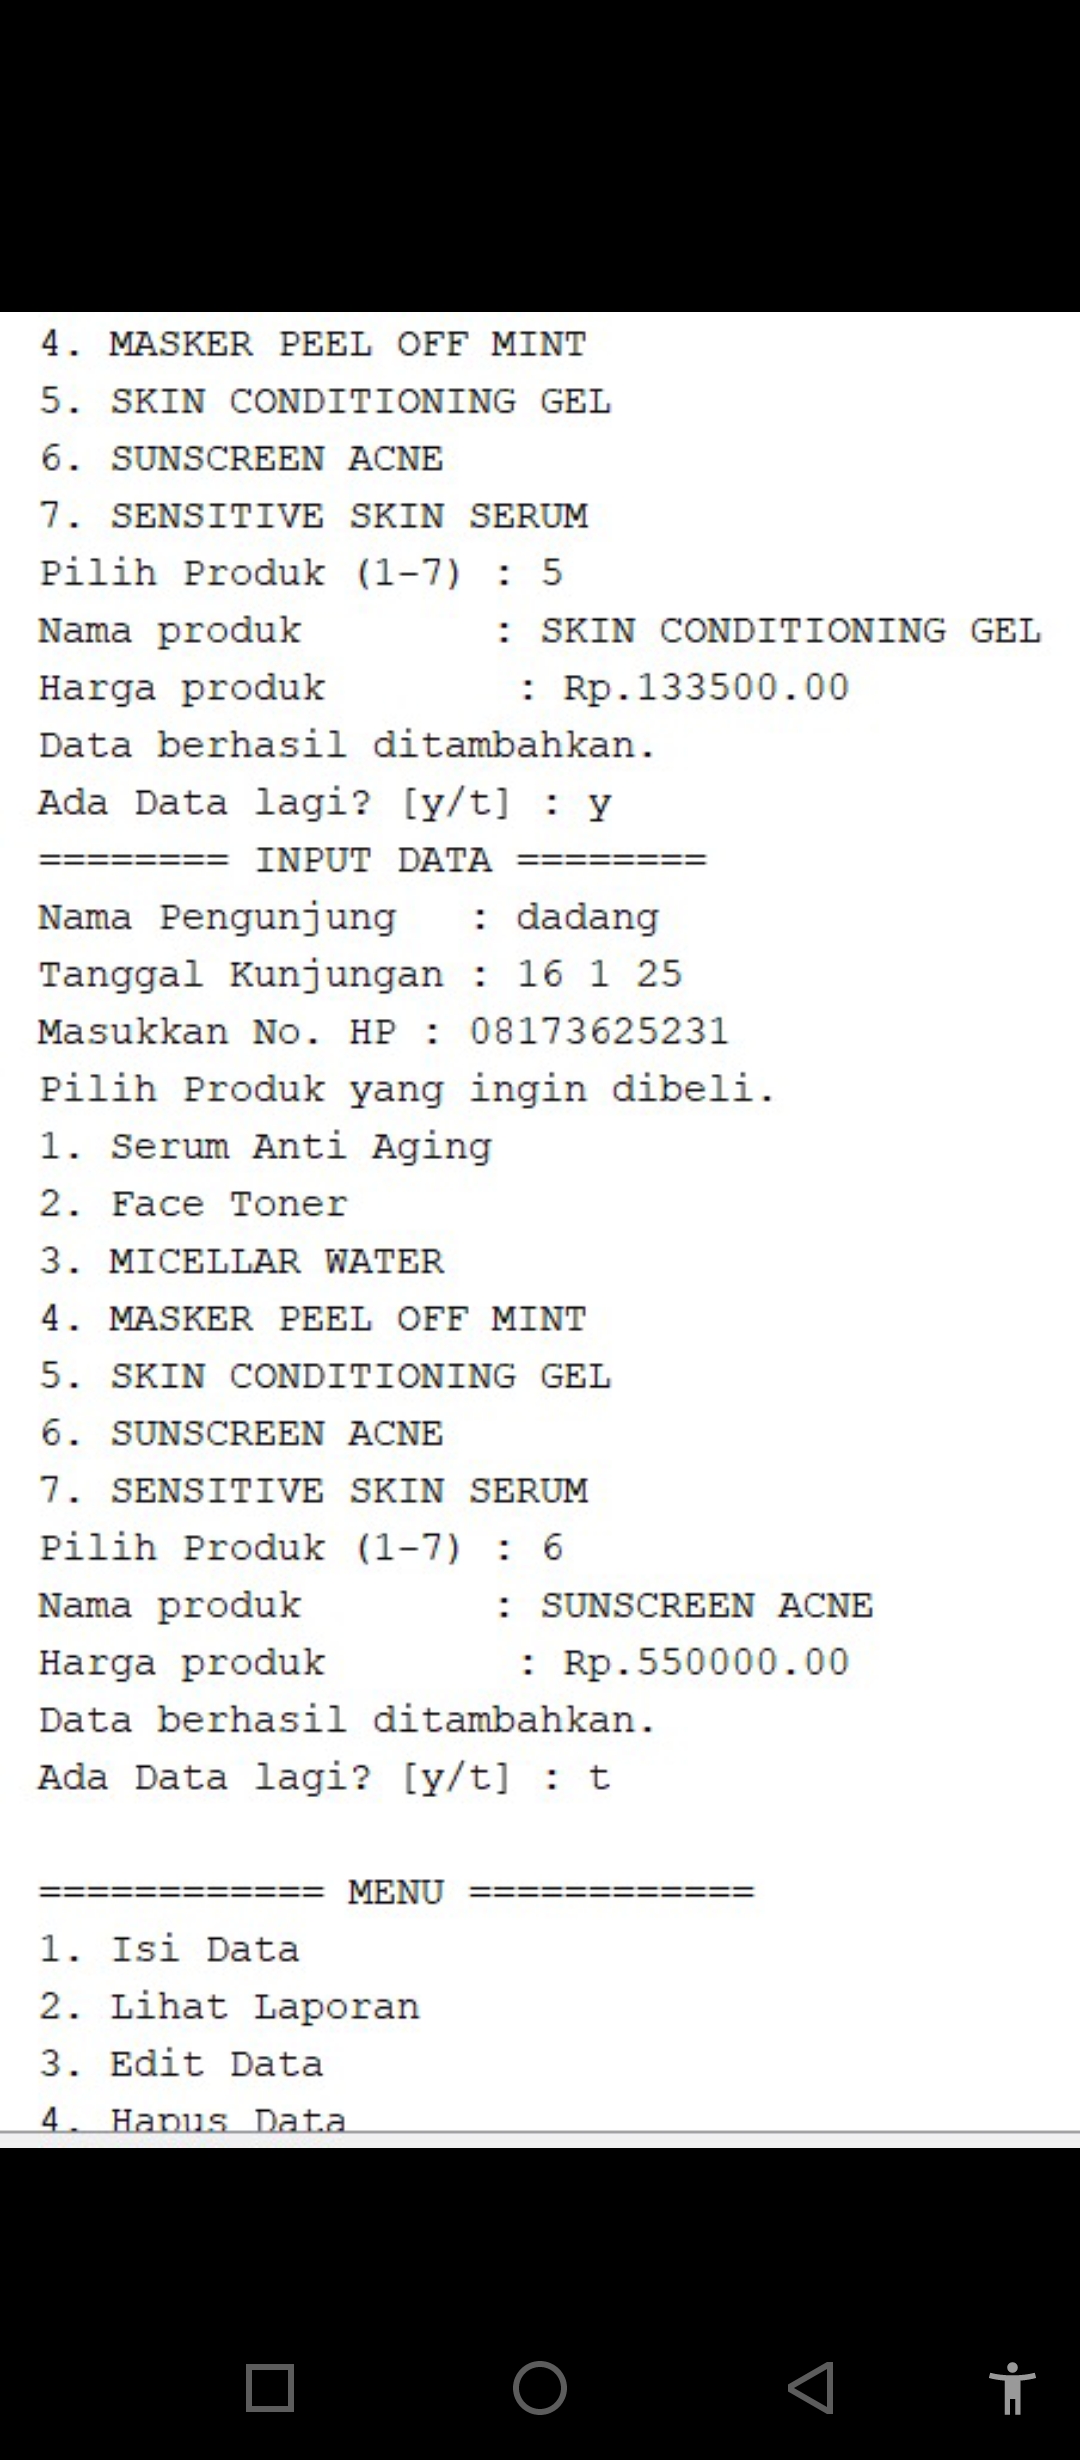 4. MASKER PEEL OFF MINT
5. SKIN CONDITIONING GEL
6. SUNSCREEN ACNE
7. SENSITIVE SKIN SERUM
Pilih Produk (1-7) : 5
Nama produk        : SKIN CONDITIONING GEL
Harga produk        : Rp.133500.00
Data berhasil ditambahkan.
Ada Data lagi? [y/t] : y
======== INPUT DATA ========
Nama Pengunjung   : dadang
Tanggal Kunjungan : 16 1 25
Masukkan No. HP : 08173625231
Pilih Produk yang ingin dibeli.
1. Serum Anti Aging
2. Face Toner
3. MICELLAR WATER
4. MASKER PEEL OFF MINT
5. SKIN CONDITIONING GEL
6. SUNSCREEN ACNE
7. SENSITIVE SKIN SERUM
Pilih Produk (1-7) : 6
Nama produk        : SUNSCREEN ACNE
Harga produk        : Rp.550000.00
Data berhasil ditambahkan.
Ada Data lagi? [y/t] : t
============ MENU ============
1. Isi Data
2. Lihat Laporan
3. Edit Data
4. Hapus Data